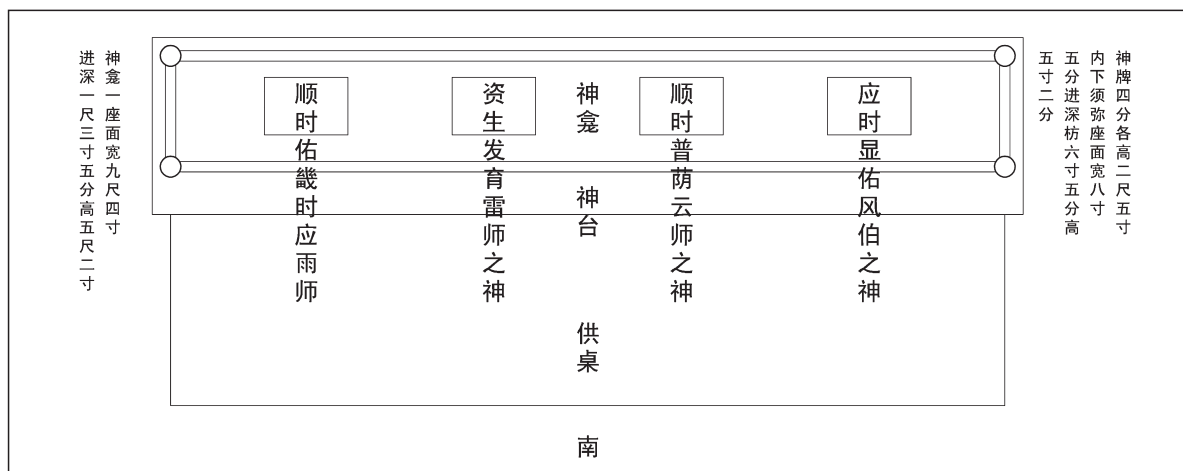 神牌四分各高二尺五寸
内下须弥座面宽八寸
五分进深枋六寸五分高
五寸二分
应时显佑风伯之神
顺时普荫云师之神
神龛
神台
供桌
南
资生发育雷师之神
顺时佑畿时应雨师
神龛一座面宽九尺四寸
进深一尺三寸五分高五尺二寸